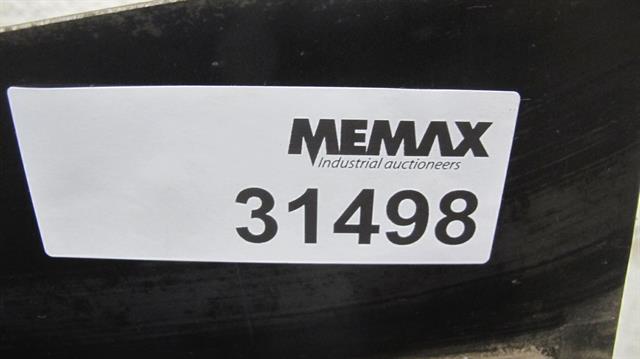 MEMAX
Industrial auctioneers
31498